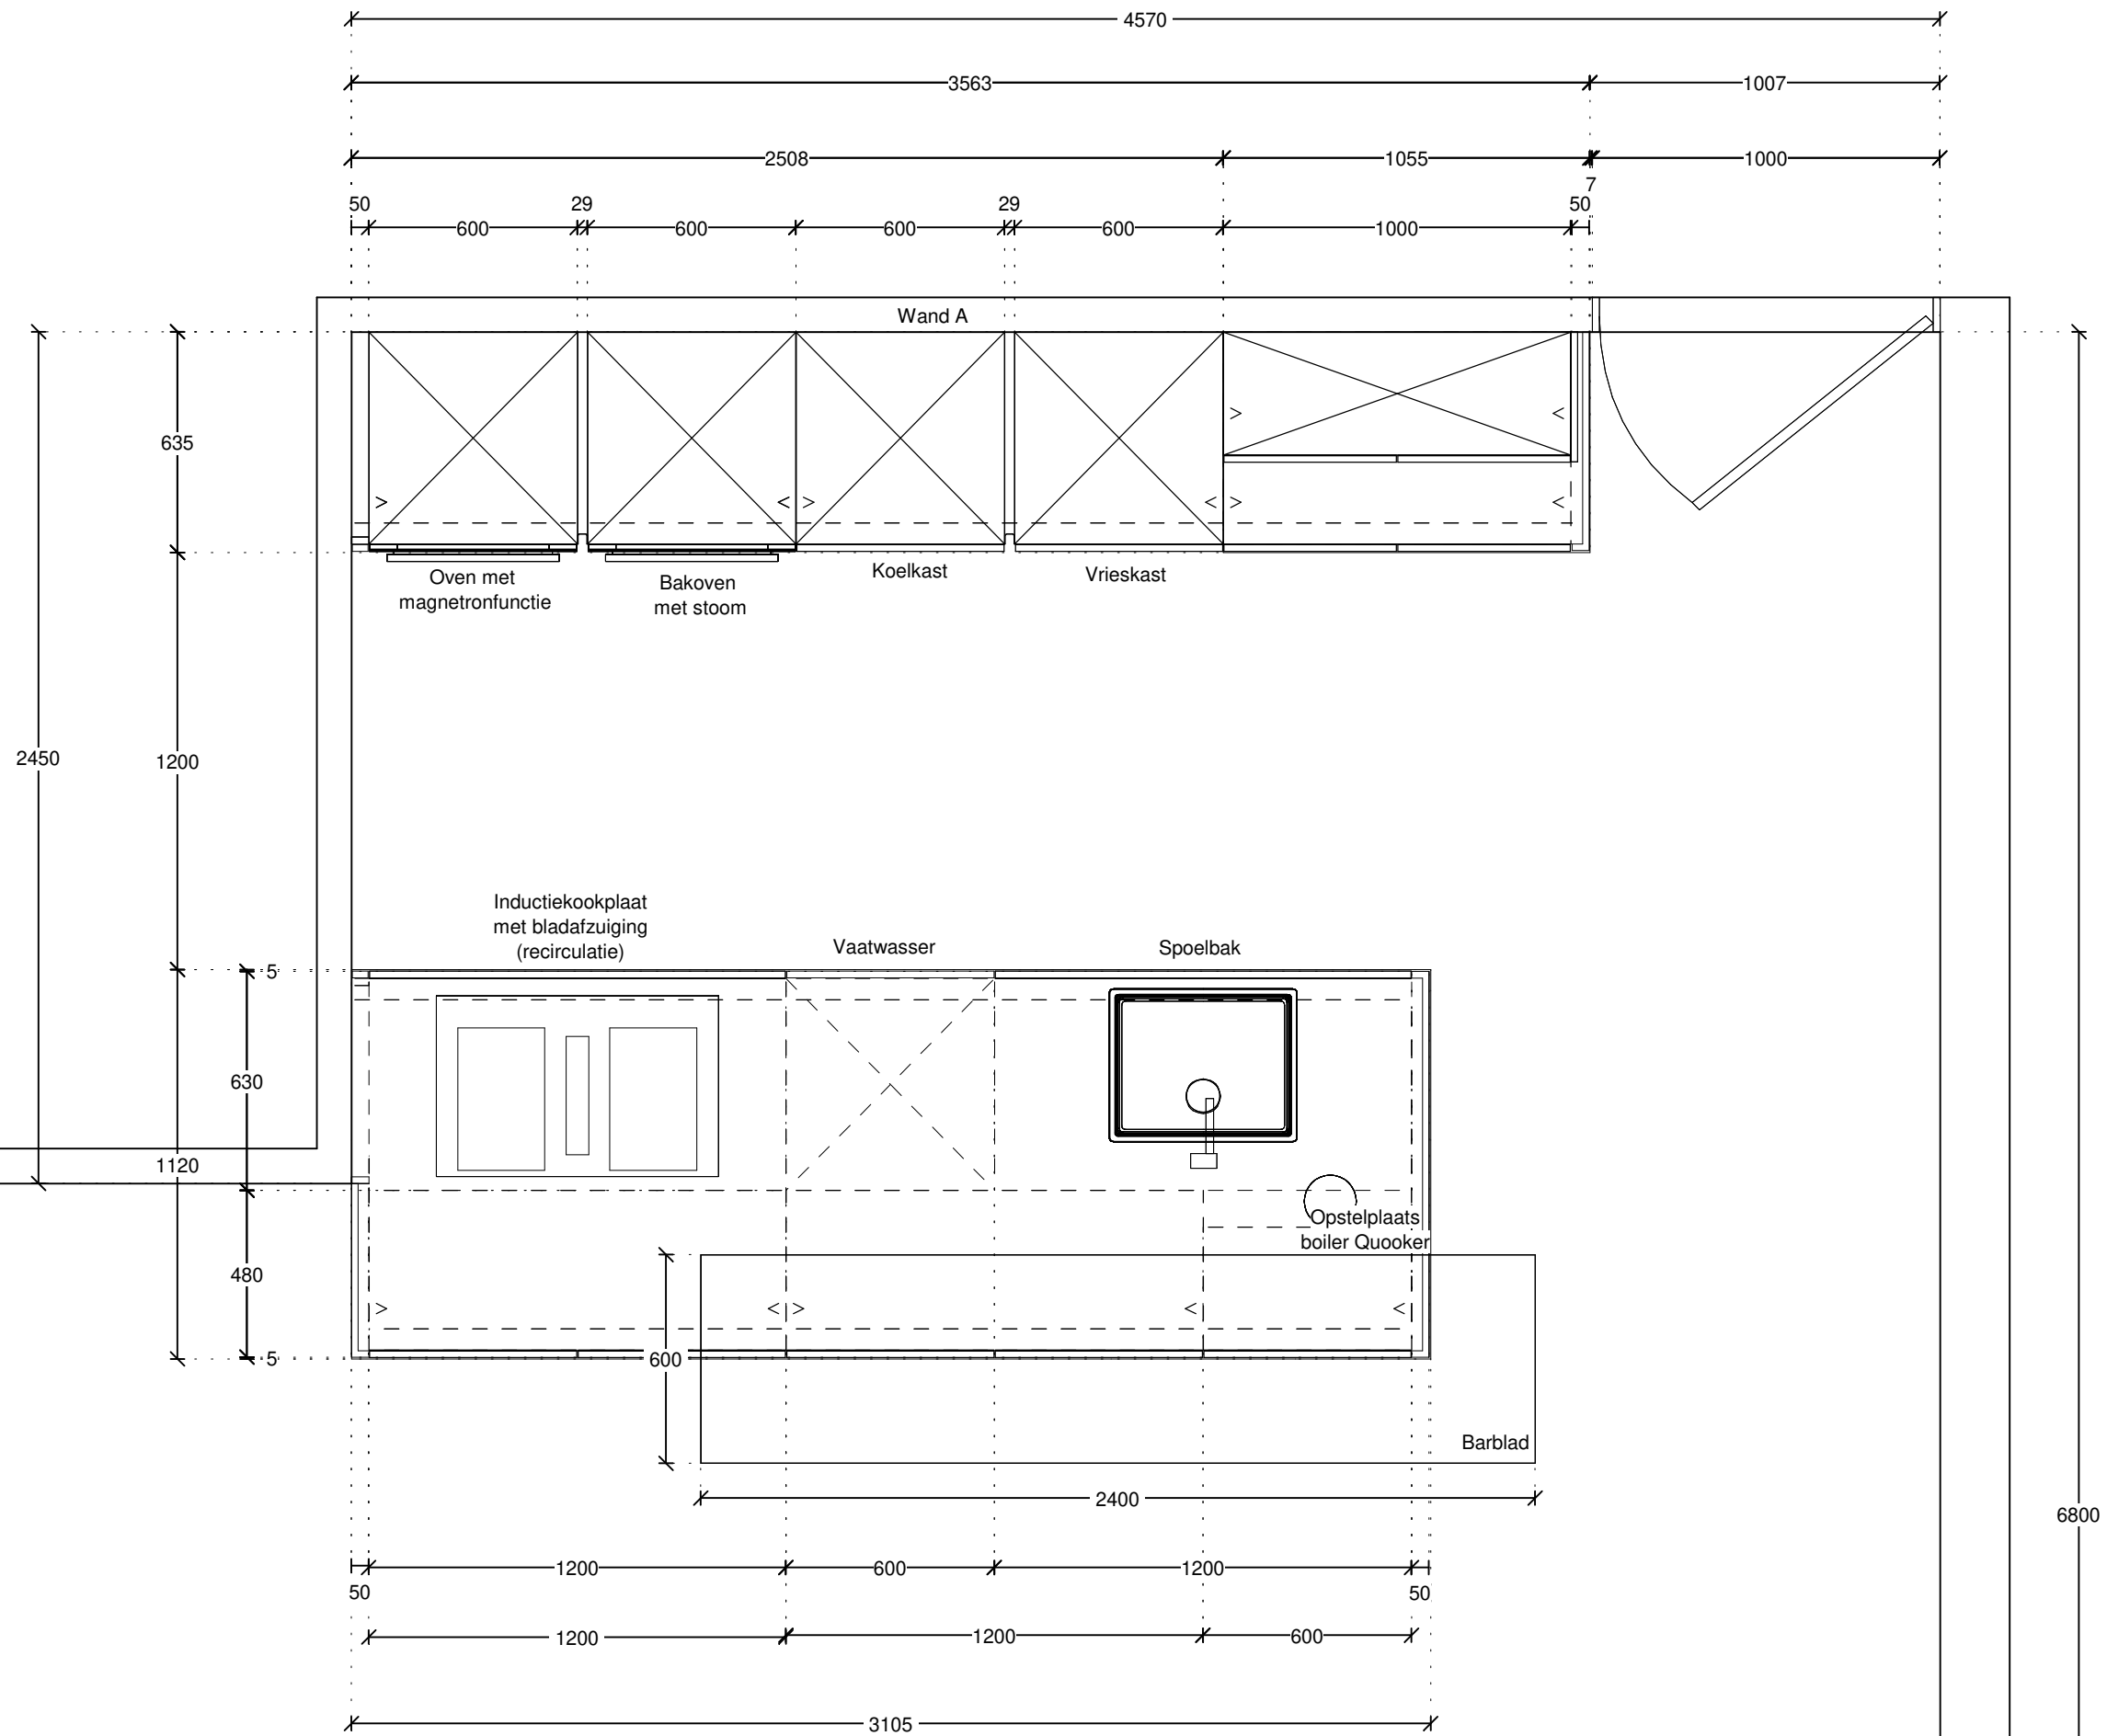 4570
3563 1007
2508 1055 1000
7
50 29 29 50
600 600 600 600 1000
Wand A
635
> < > < > <
> <
Oven met
magnetronfunctie
Bakoven
met stoom
Koelkast
Vrieskast
2450
1200
Inductiekookplaat
met bladafzuiging
(recirculatie)
Vaatwasser
Spoelbak
5
630
1120
Opstelplaats
boiler Quooker
480
> < > < <
5
600
Barblad
2400
6800
1200 600 1200
50 50
1200 1200 600
3105